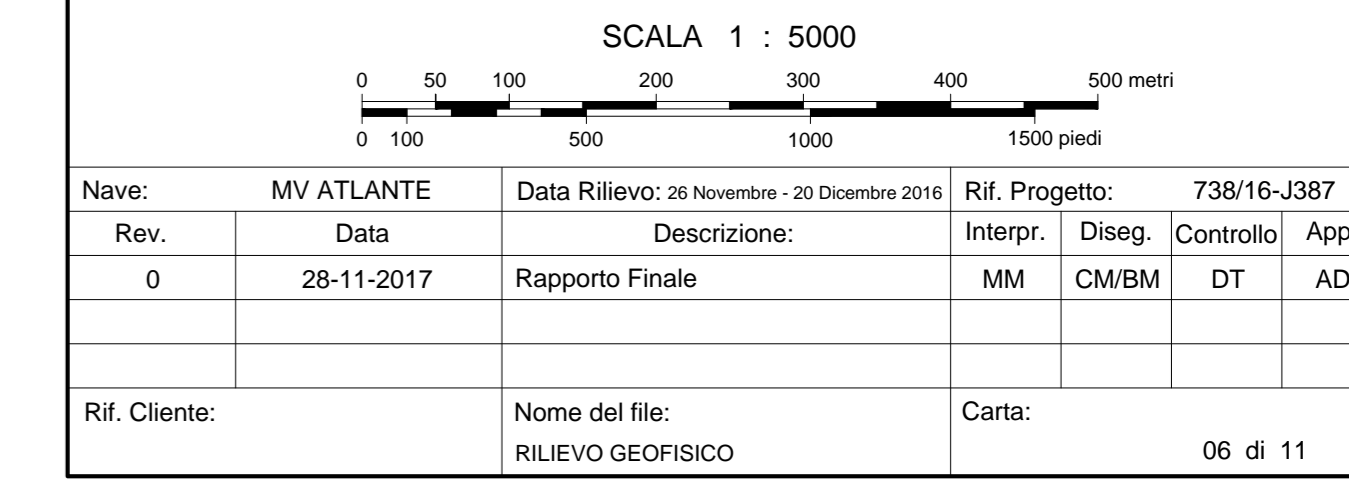 SCALA 1 : 5000
0 50 100 200 300 400 500 metri
0 100 500 1000 1500 piedi
Nave: MV ATLANTE Data Rilievo: 26 Novembre - 20 Dicembre 2016 Rif. Progetto: 738/16-J387
Rev. Data Descrizione: Interpr. Diseg. Controllo App
0 28-11-2017 Rapporto Finale MM CM/BM DT AD
Rif. Cliente: Nome del file: Carta:
RILIEVO GEOFISICO 06 di 11